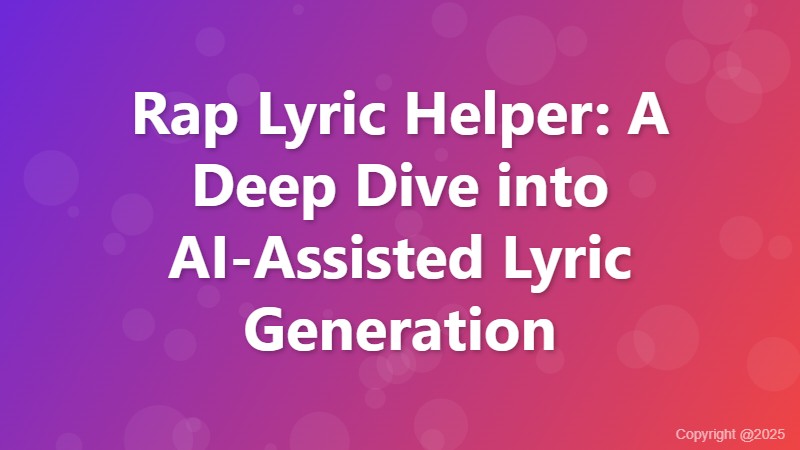 Rap Lyric Helper: A
Deep Dive into
AI-Assisted Lyric
Generation
Copyright @2025